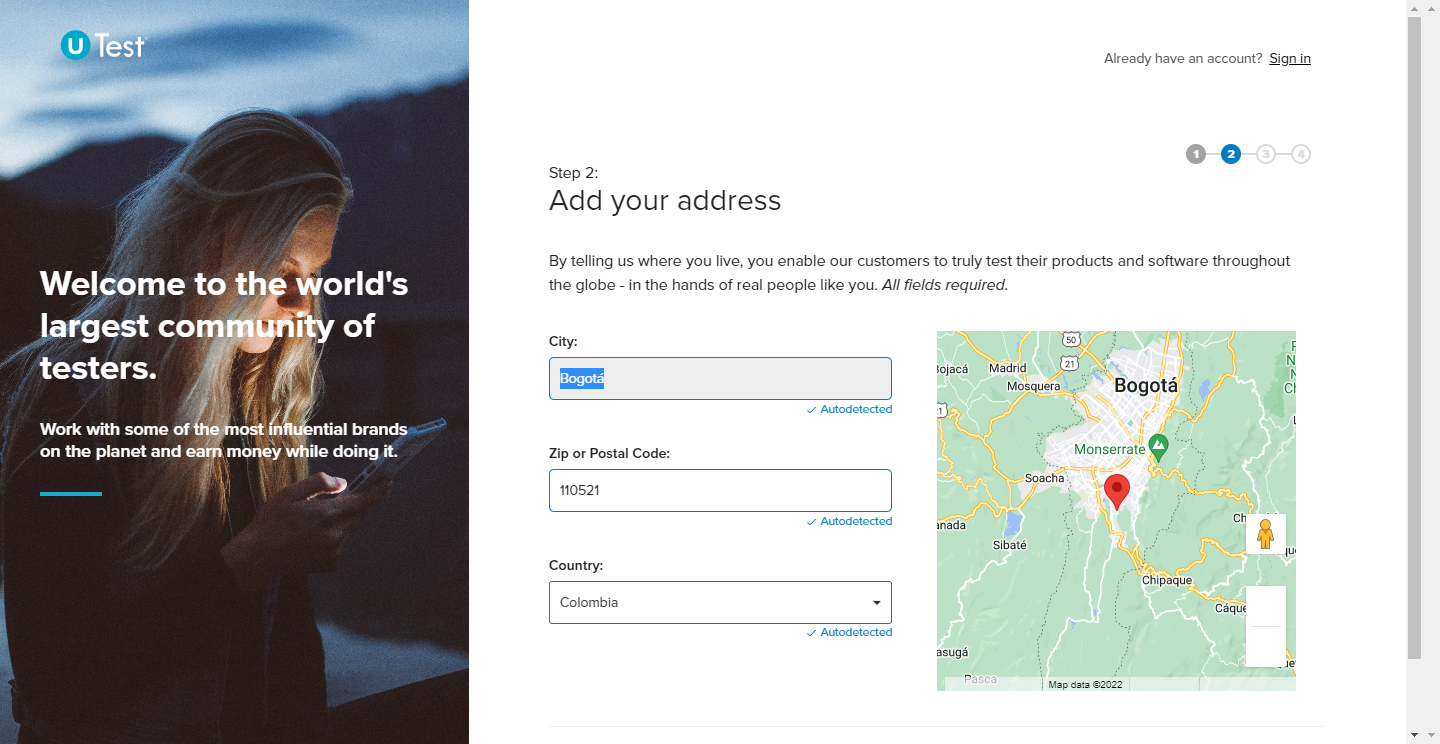 U Test
Already have an account? Sign in
1 2 3 4
Step 2:
Add your address
Welcome to the world's
largest community of
testers.
Work with some of the most influential brands
on the planet and earn money while doing it.
By telling us where you live, you enable our customers to truly test their products and software throughout
the globe - in the hands of real people like you. All fields required.
City:
Bogotá
Autodetected
Zip or Postal Code:
110521
Autodetected
Country:
Colombia
Autodetected
50
21
Madrid
Mosquera
Bogotá
Monserrate
Soacha
Sibaté
Chipaque
Pasca
Map data ©2022